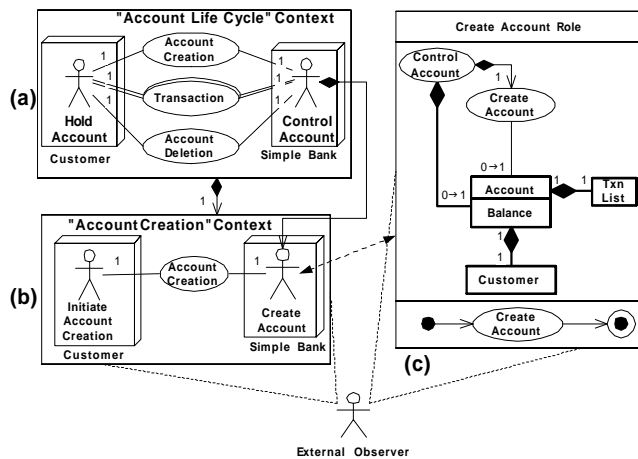 "Account Life Cycle" Context
Account
Creation
1
1
1
1
Transaction
1
1
(a)
Hold
Account
Customer
Account
Deletion
Control
Account
Simple Bank
1
"AccountCreation" Context
1
Account
Creation
1
(b)
Initiate
Account
Creation
Customer
Create
Account
Simple Bank
Create Account Role
Control
Account
1
Create
Account
0→1
0→1
Account
Balance
1
1
Txn
List
1
1
Customer
Create
Account
(c)
External Observer